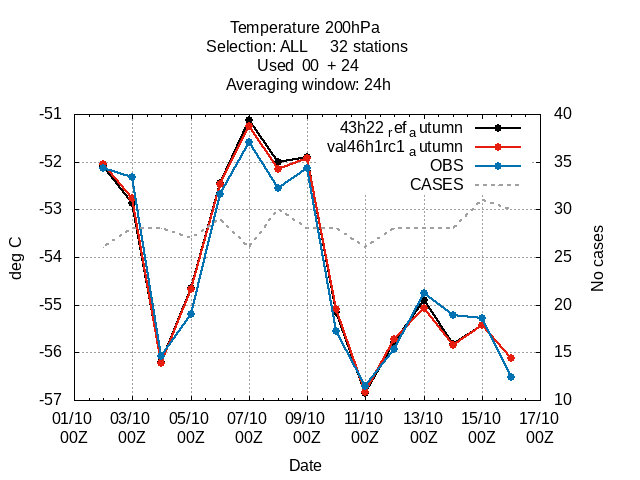 Temperature 200hPa
Selection: ALL     32 stations
Used  00  + 24
Averaging window: 24h
43h22 refa utumn
val46h1rc1 a utumn
OBS
CASES
-51
-52
-53
-54
-55
-56
-57
40
35
30
25
20
15
10
deg C
No cases
01/10 03/10 05/10 07/10 09/10 11/10 13/10 15/10 17/10
00Z 00Z 00Z 00Z 00Z 00Z 00Z 00Z 00Z
Date